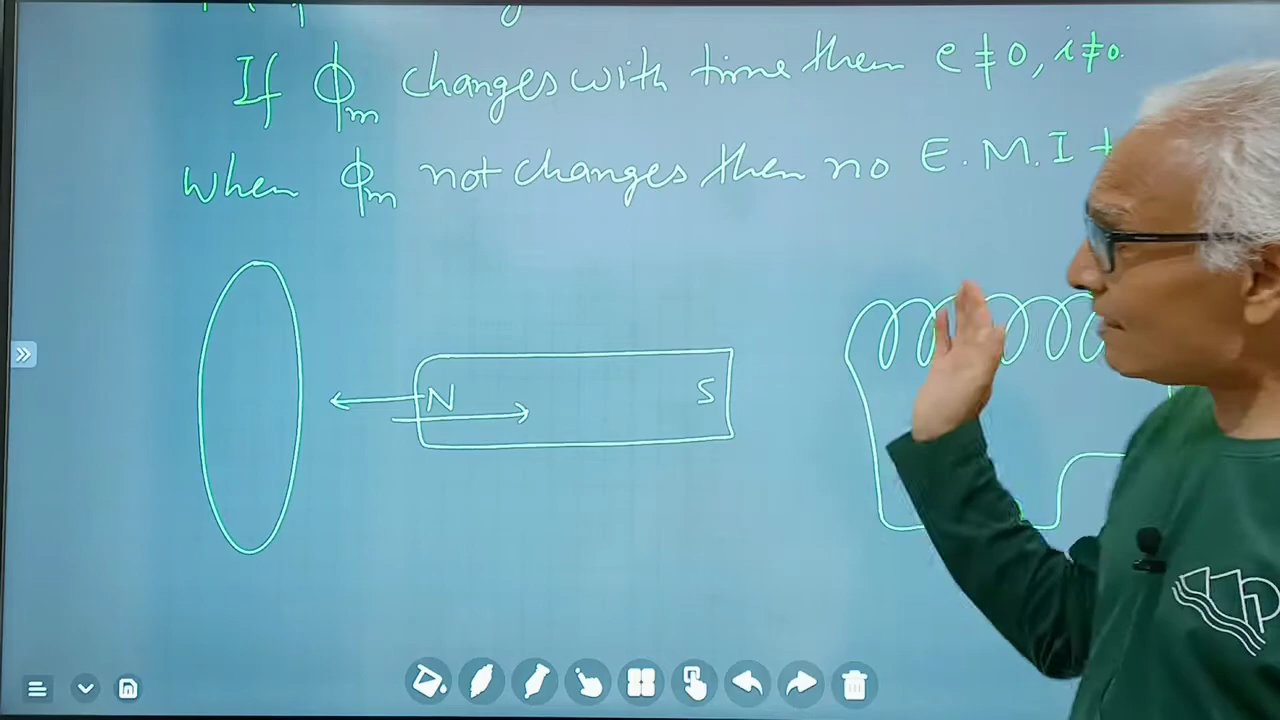 If ϕm changes with time then e ≠ 0, i ≠ 0.
When ϕm not changes then no E.M.I
N S